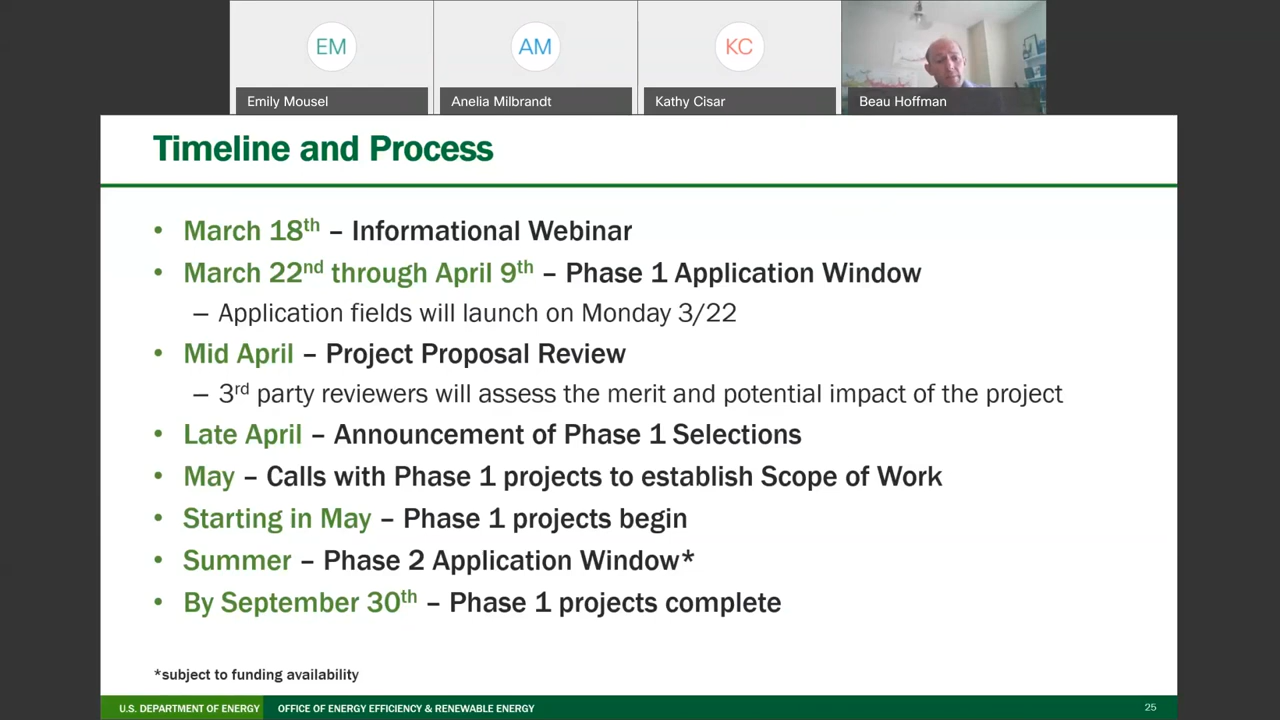 EM
AM
KC
Emily Mousel
Anelia Milbrandt
Kathy Cisar
Beau Hoffman
Timeline and Process
• March 18th – Informational Webinar
• March 22nd through April 9th – Phase 1 Application Window
– Application fields will launch on Monday 3/22
• Mid April – Project Proposal Review
– 3rd party reviewers will assess the merit and potential impact of the project
• Late April – Announcement of Phase 1 Selections
• May – Calls with Phase 1 projects to establish Scope of Work
• Starting in May – Phase 1 projects begin
• Summer – Phase 2 Application Window*
• By September 30th – Phase 1 projects complete
*subject to funding availability
U.S. DEPARTMENT OF ENERGY OFFICE OF ENERGY EFFICIENCY & RENEWABLE ENERGY 25